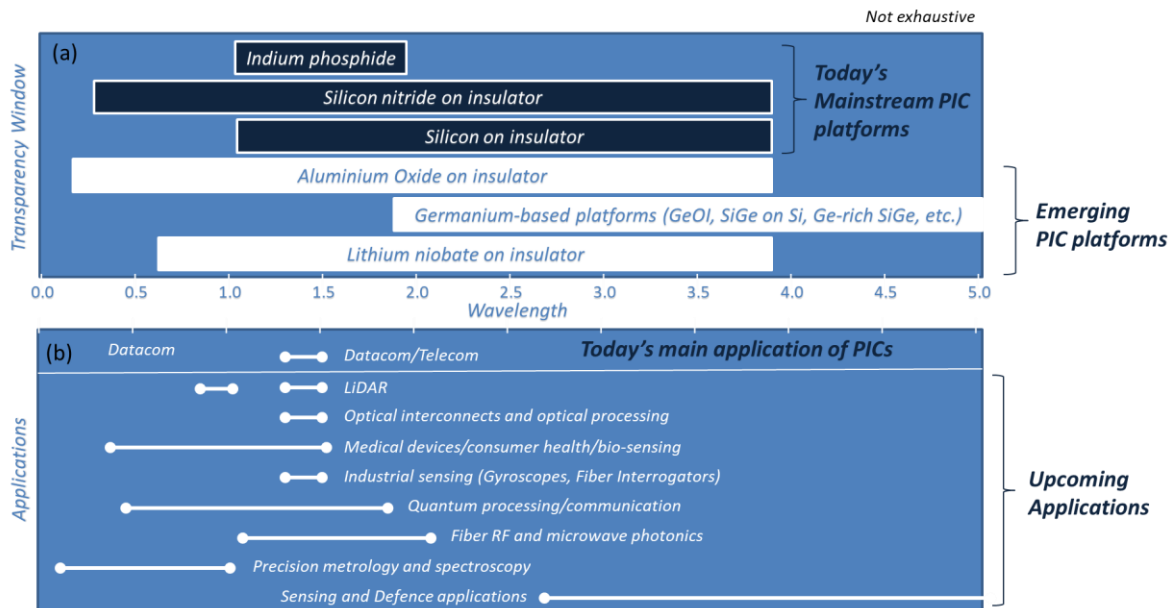 Not exhaustive
(a)
Transparency Window
Indium phosphide
Silicon nitride on insulator
Silicon on insulator
Today's
Mainstream PIC
platforms
Aluminium Oxide on insulator
Germanium-based platforms (GeOI, SiGe on Si, Ge-rich SiGe, etc.)
Lithium niobate on insulator
Emerging
PIC platforms
0.0 0.5 1.0 1.5 2.0 2.5 3.0 3.5 4.0 4.5 5.0
Wavelength
(b)
Applications
Datacom
Datacom/Telecom
Today's main application of PICs
LiDAR
Optical interconnects and optical processing
Medical devices/consumer health/bio-sensing
Industrial sensing (Gyroscopes, Fiber Interrogators)
Quantum processing/communication
Fiber RF and microwave photonics
Precision metrology and spectroscopy
Sensing and Defence applications
Upcoming
Applications